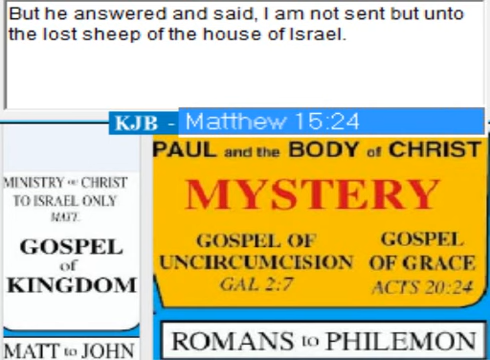 But he answered and said, I am not sent but unto
the lost sheep of the house of Israel.
KJB - Matthew 15:24
MINISTRY of CHRIST
TO ISRAEL ONLY
MATT.
GOSPEL
of
KINGDOM
MATT to JOHN
PAUL and the BODY of CHRIST
MYSTERY
GOSPEL OF
UNCIRCUMCISION
GAL 2:7
GOSPEL
OF GRACE
ACTS 20:24
ROMANS to PHILEMON